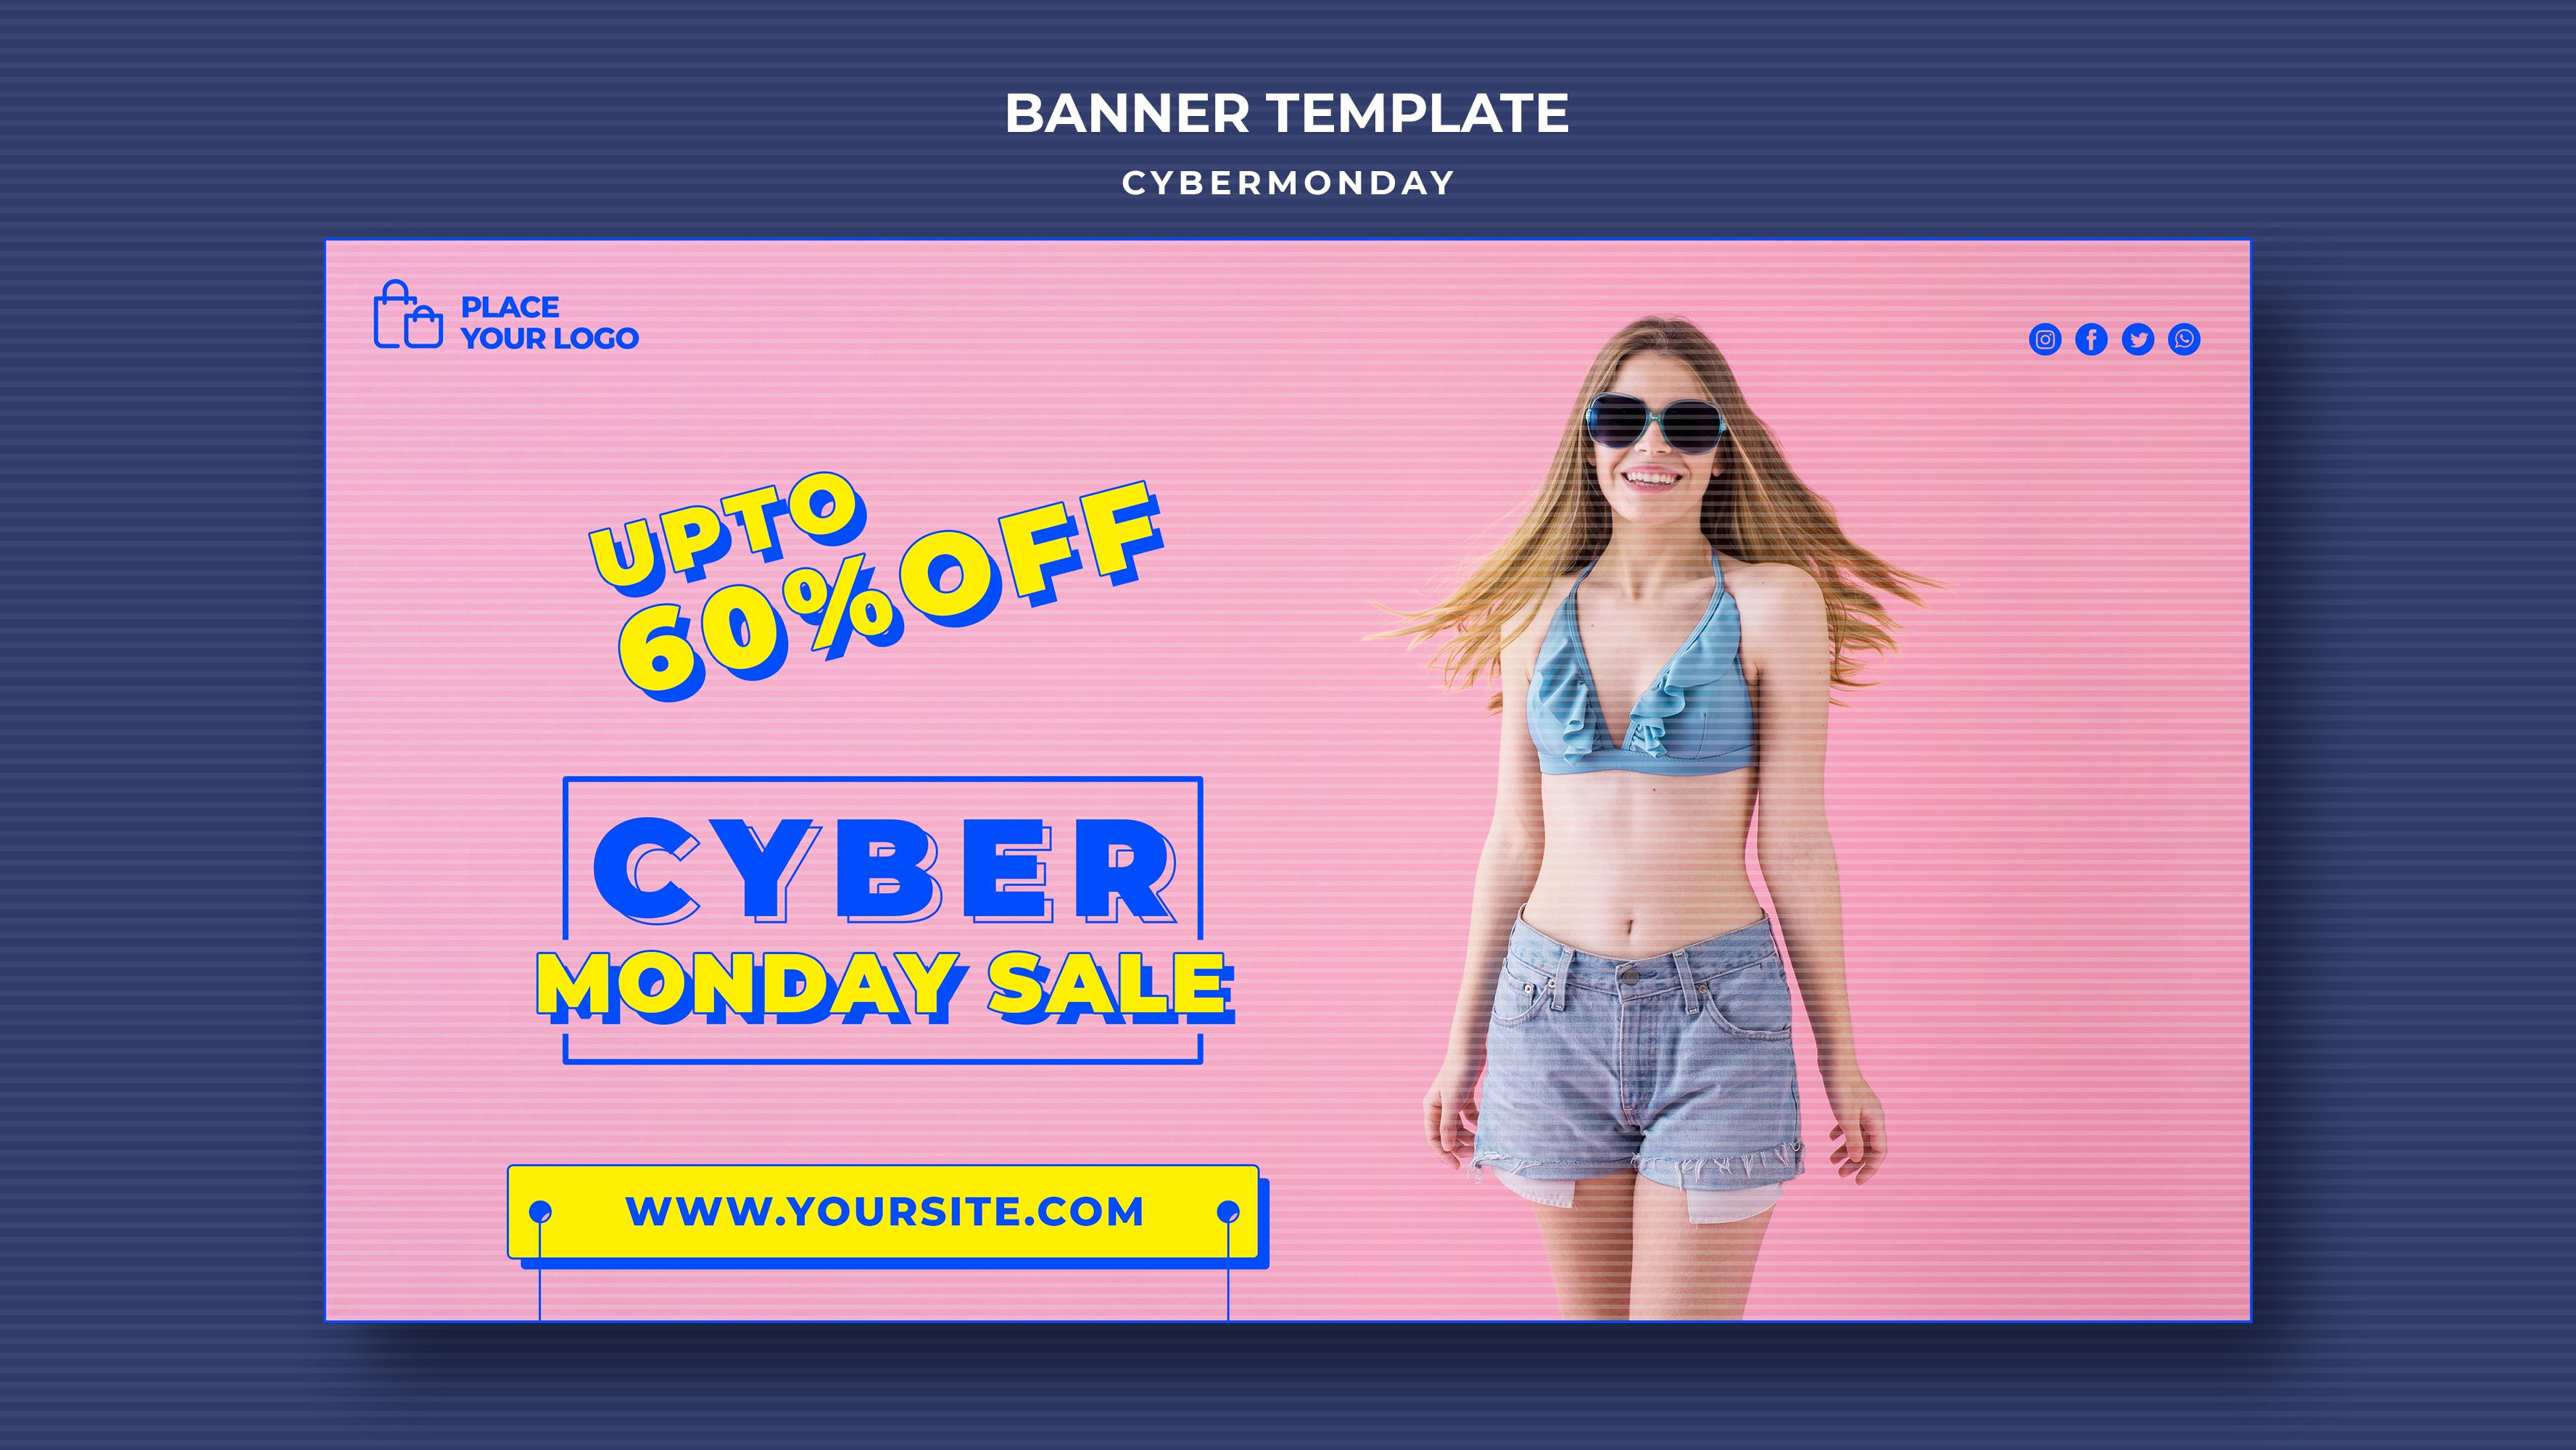 BANNER TEMPLATE
CYBERMONDAY
PLACE
YOUR LOGO
UPTO
60%OFF
CYBER
MONDAY SALE
WWW.YOURSITE.COM